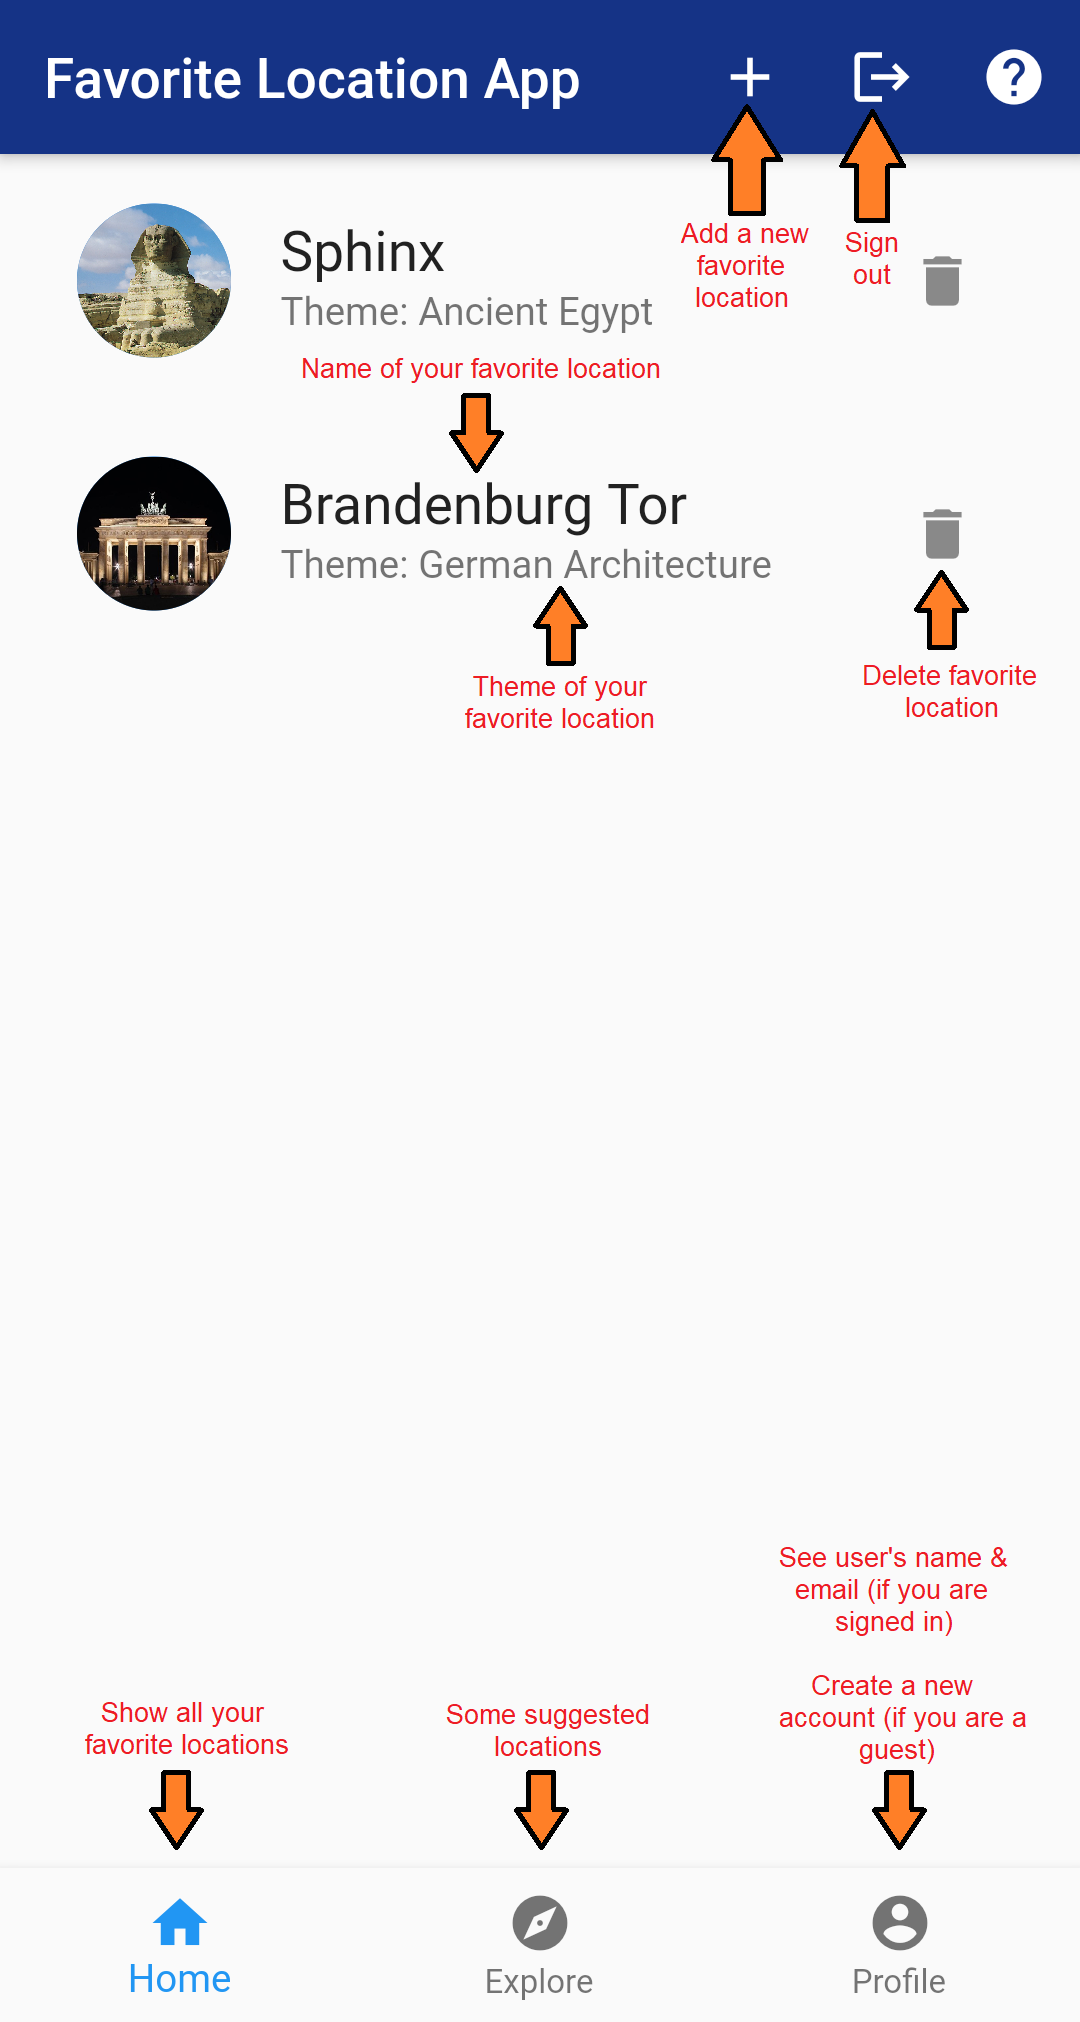 Favorite Location App
Add a new
favorite
location
Sign
out
Sphinx
Theme: Ancient Egypt
Name of your favorite location
Brandenburg Tor
Theme: German Architecture
Theme of your
favorite location
Delete favorite
location
See user's name &
email (if you are
signed in)
Create a new
account (if you are a
guest)
Show all your
favorite locations
Some suggested
locations
Home
Explore
Profile